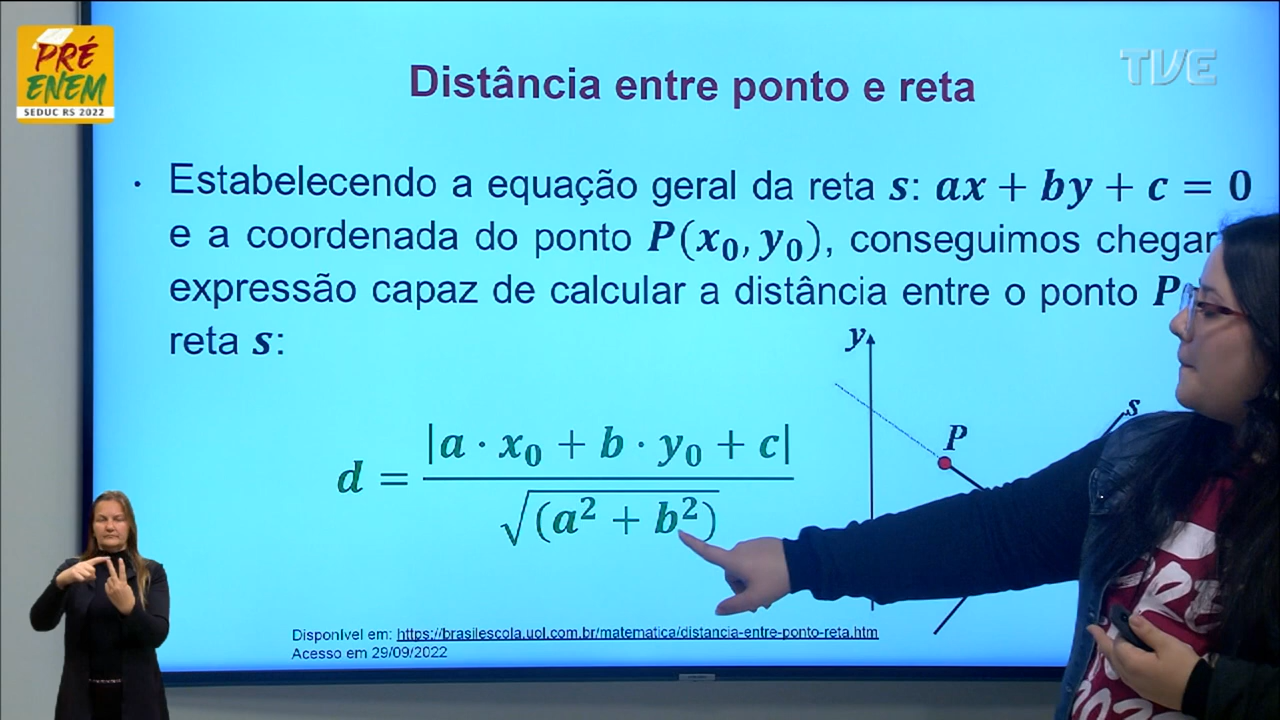 PRÉ
ENEM
SEDUC RS 2022
TVE
Distância entre ponto e reta
· Estabelecendo a equação geral da reta s: ax + by + c = 0
e a coordenada do ponto P(x₀, y₀), conseguimos chegar
expressão capaz de calcular a distância entre o ponto P
reta s:
y
s
P
d = |a · x₀ + b · y₀ + c| / √(a² + b²)
Disponível em: https://brasilescola.uol.com.br/matematica/distancia-entre-ponto-reta.htm
Acesso em 29/09/2022